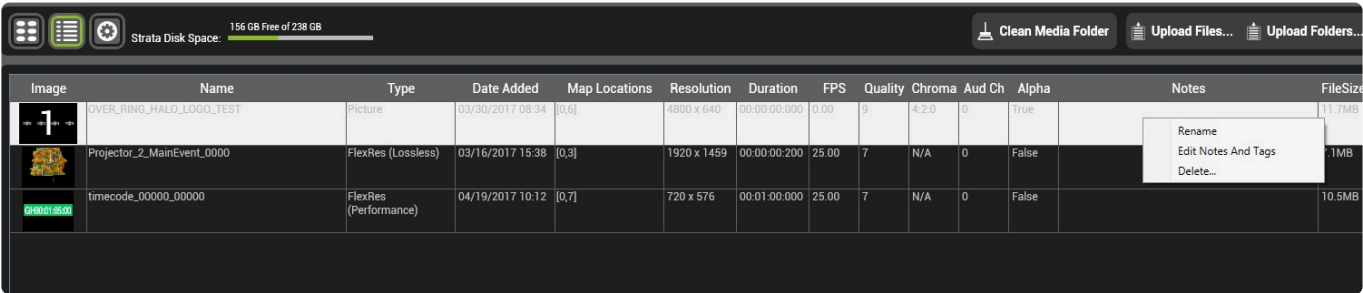 156 GB Free of 238 GB
Strata Disk Space:
Clean Media Folder
Upload Files...
Upload Folders...
Image Name Type Date Added Map Locations Resolution Duration FPS Quality Chroma Aud Ch Alpha Notes FileSize
1 OVER_RING_HALO_LOGO_TEST Picture 03/30/2017 08:34 [0,6] 4800 x 640 00:00:00:000 0.00 9 4:2:0 0 True 11.7MB
Rename
Edit Notes And Tags
Delete...
Projector_2_MainEvent_0000 FlexRes (Lossless) 03/16/2017 15:38 [0,3] 1920 x 1459 00:00:00:200 25.00 7 N/A 0 False .1MB
GH00:01:05:00 timecode_00000_00000 FlexRes 04/19/2017 10:12 [0,7] 720 x 576 00:01:00:000 25.00 7 N/A 0 False 10.5MB
(Performance)